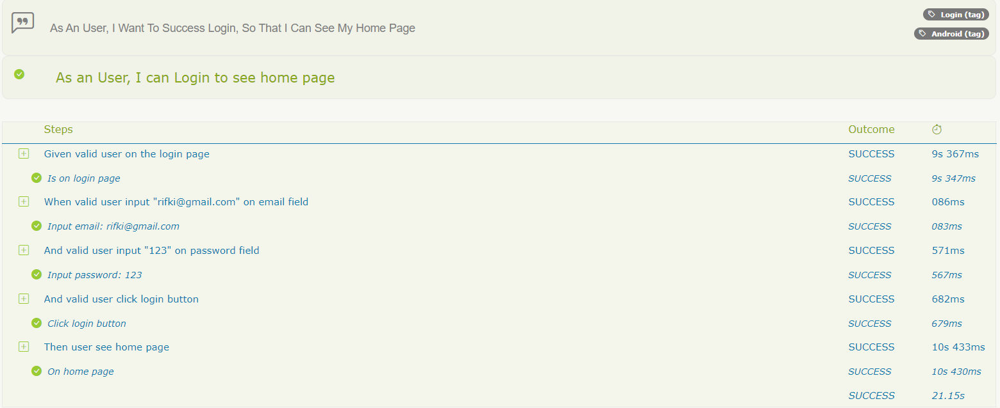 As An User, I Want To Success Login, So That I Can See My Home Page
Login (tag)
Android (tag)
As an User, I can Login to see home page
Steps Outcome
Given valid user on the login page SUCCESS 9s 367ms
Is on login page SUCCESS 9s 347ms
When valid user input "rifki@gmail.com" on email field SUCCESS 086ms
Input email: rifki@gmail.com SUCCESS 083ms
And valid user input "123" on password field SUCCESS 571ms
Input password: 123 SUCCESS 567ms
And valid user click login button SUCCESS 682ms
Click login button SUCCESS 679ms
Then user see home page SUCCESS 10s 433ms
On home page SUCCESS 10s 430ms
SUCCESS 21.15s